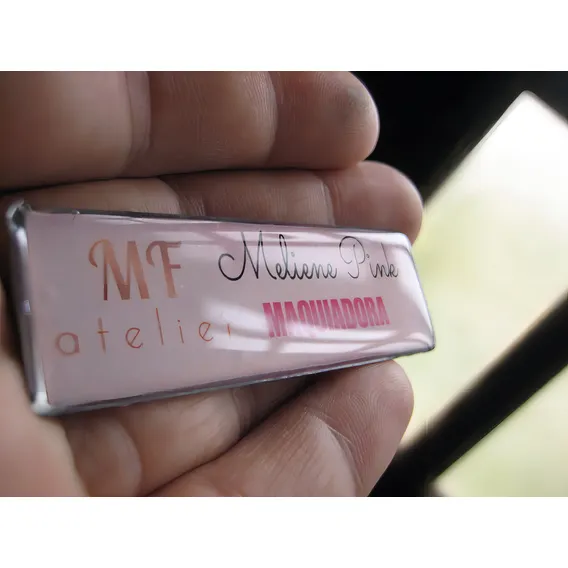 MF
atelier
Meliene Pink
MAQUIADORA